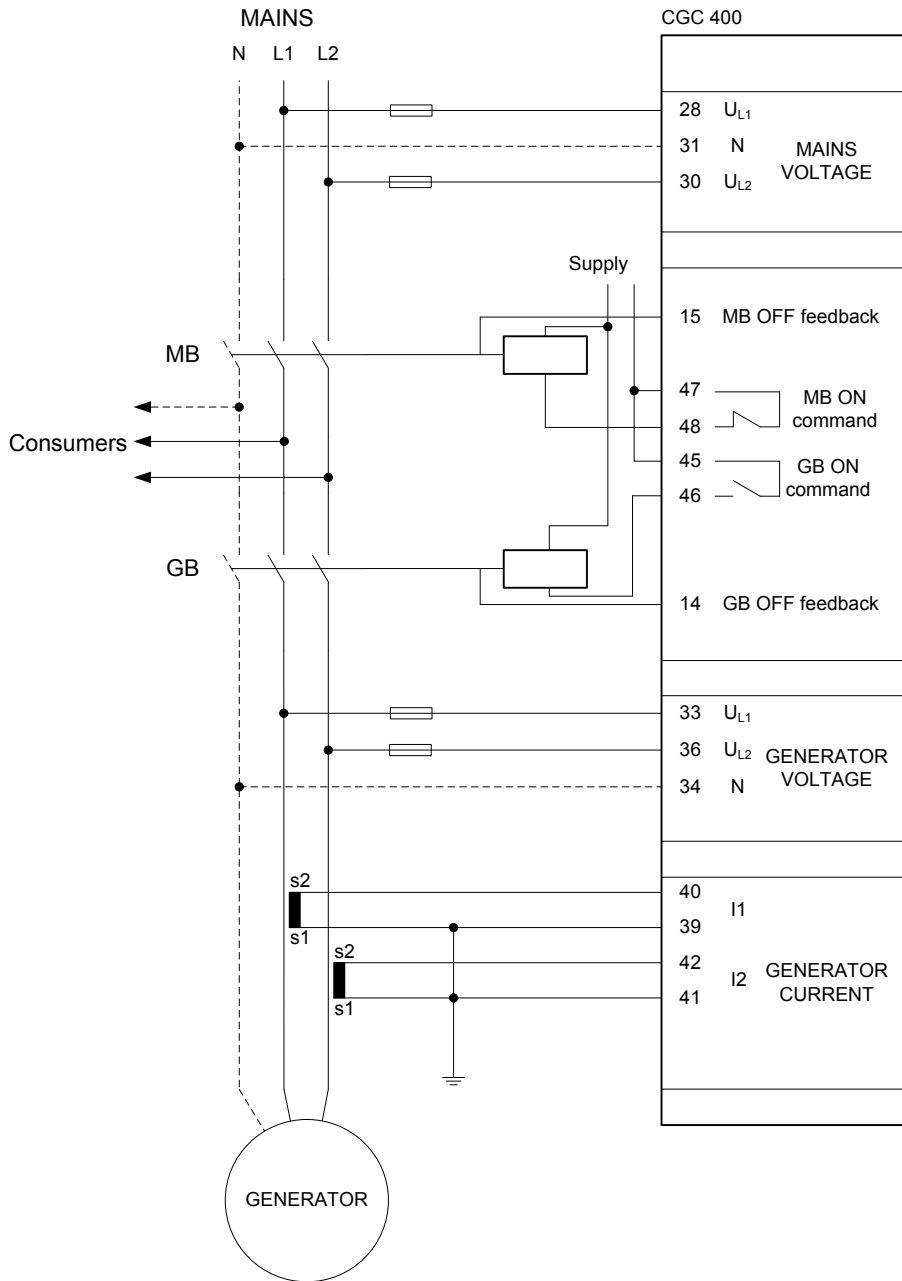 MAINS
CGC 400
N L1 L2
28 UL1
31 N
MAINS
VOLTAGE
30 UL2
Supply
15 MB OFF feedback
MB
47
MB ON
command
48
Consumers
45
GB ON
command
46
GB
14 GB OFF feedback
33 UL1
36 UL2
GENERATOR
VOLTAGE
34 N
s2
40
I1
s1
39
s2
42
I2
GENERATOR
CURRENT
s1
41
GENERATOR